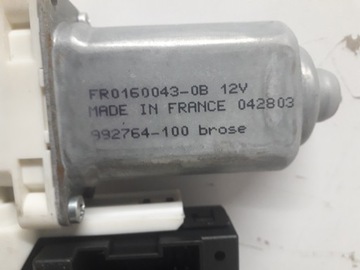 FR0160043-0B 12V
MADE IN FRANCE 042803
992764-100 brose